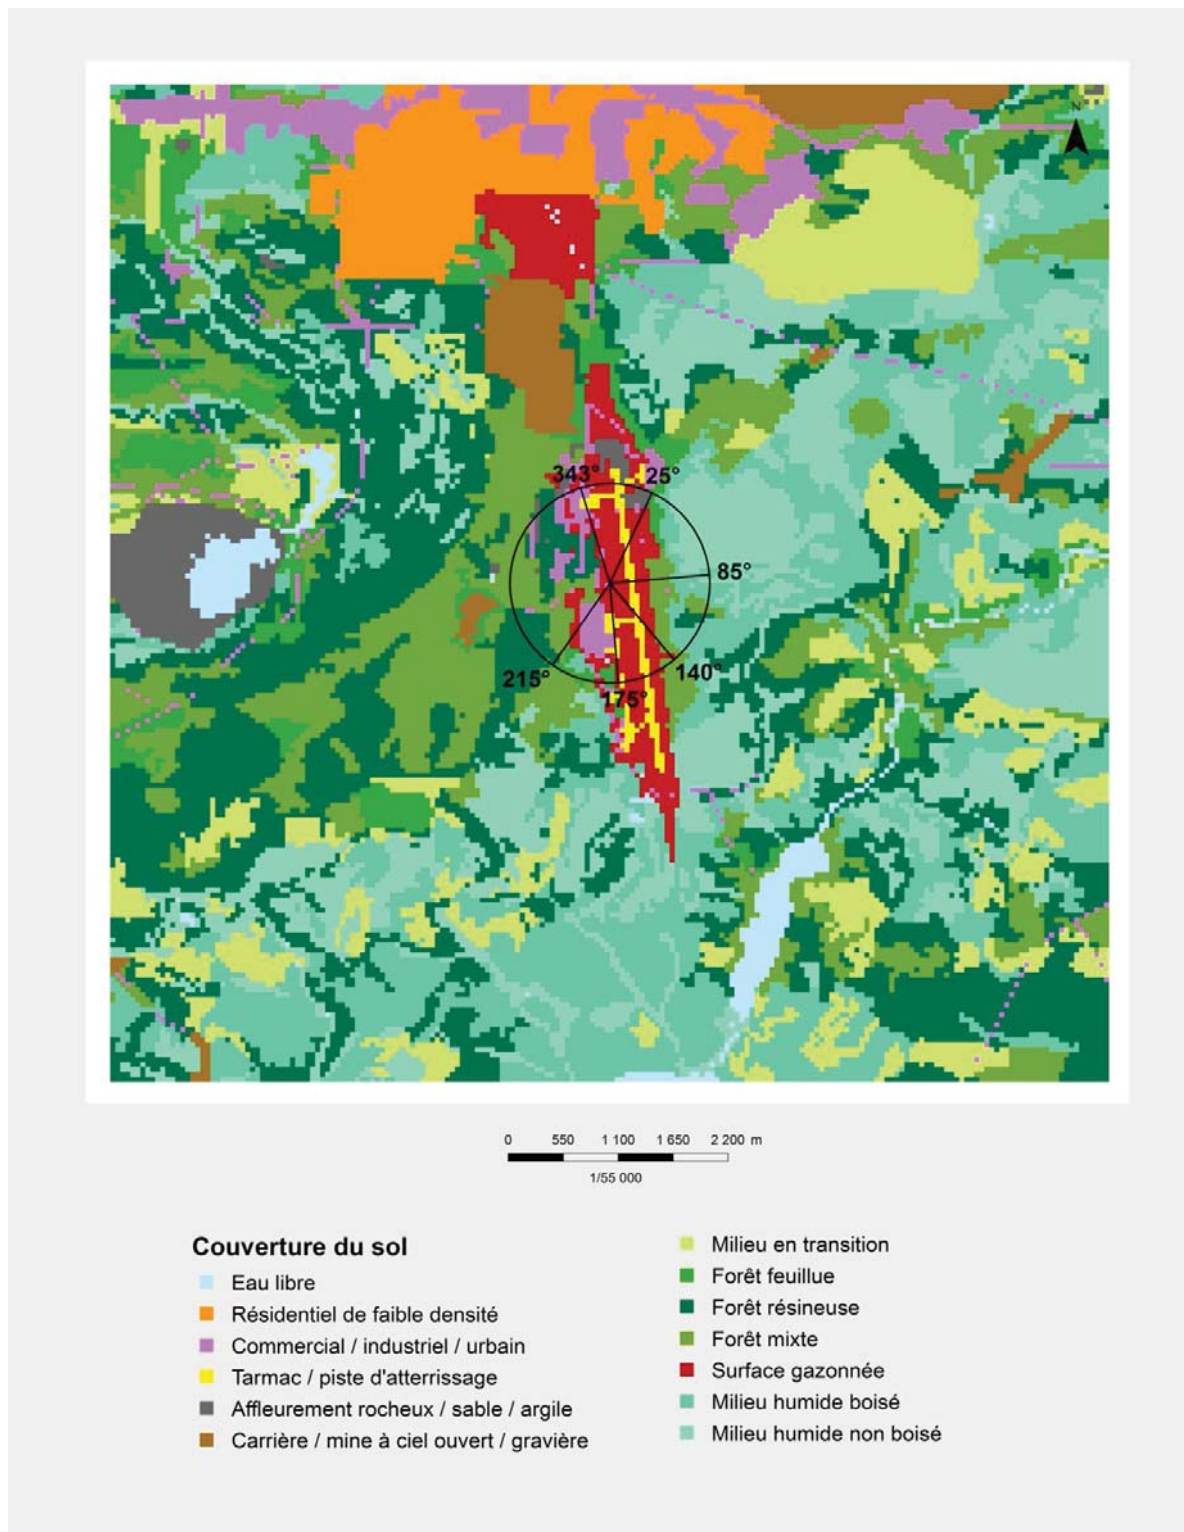 N
343°
25°
85°
215°
140°
175°
0 550 1 100 1 650 2 200 m
1/55 000
Couverture du sol
Eau libre
Résidentiel de faible densité
Commercial / industriel / urbain
Tarmac / piste d'atterrissage
Affleurement rocheux / sable / argile
Carrière / mine à ciel ouvert / gravière
Milieu en transition
Forêt feuillue
Forêt résineuse
Forêt mixte
Surface gazonnée
Milieu humide boisé
Milieu humide non boisé